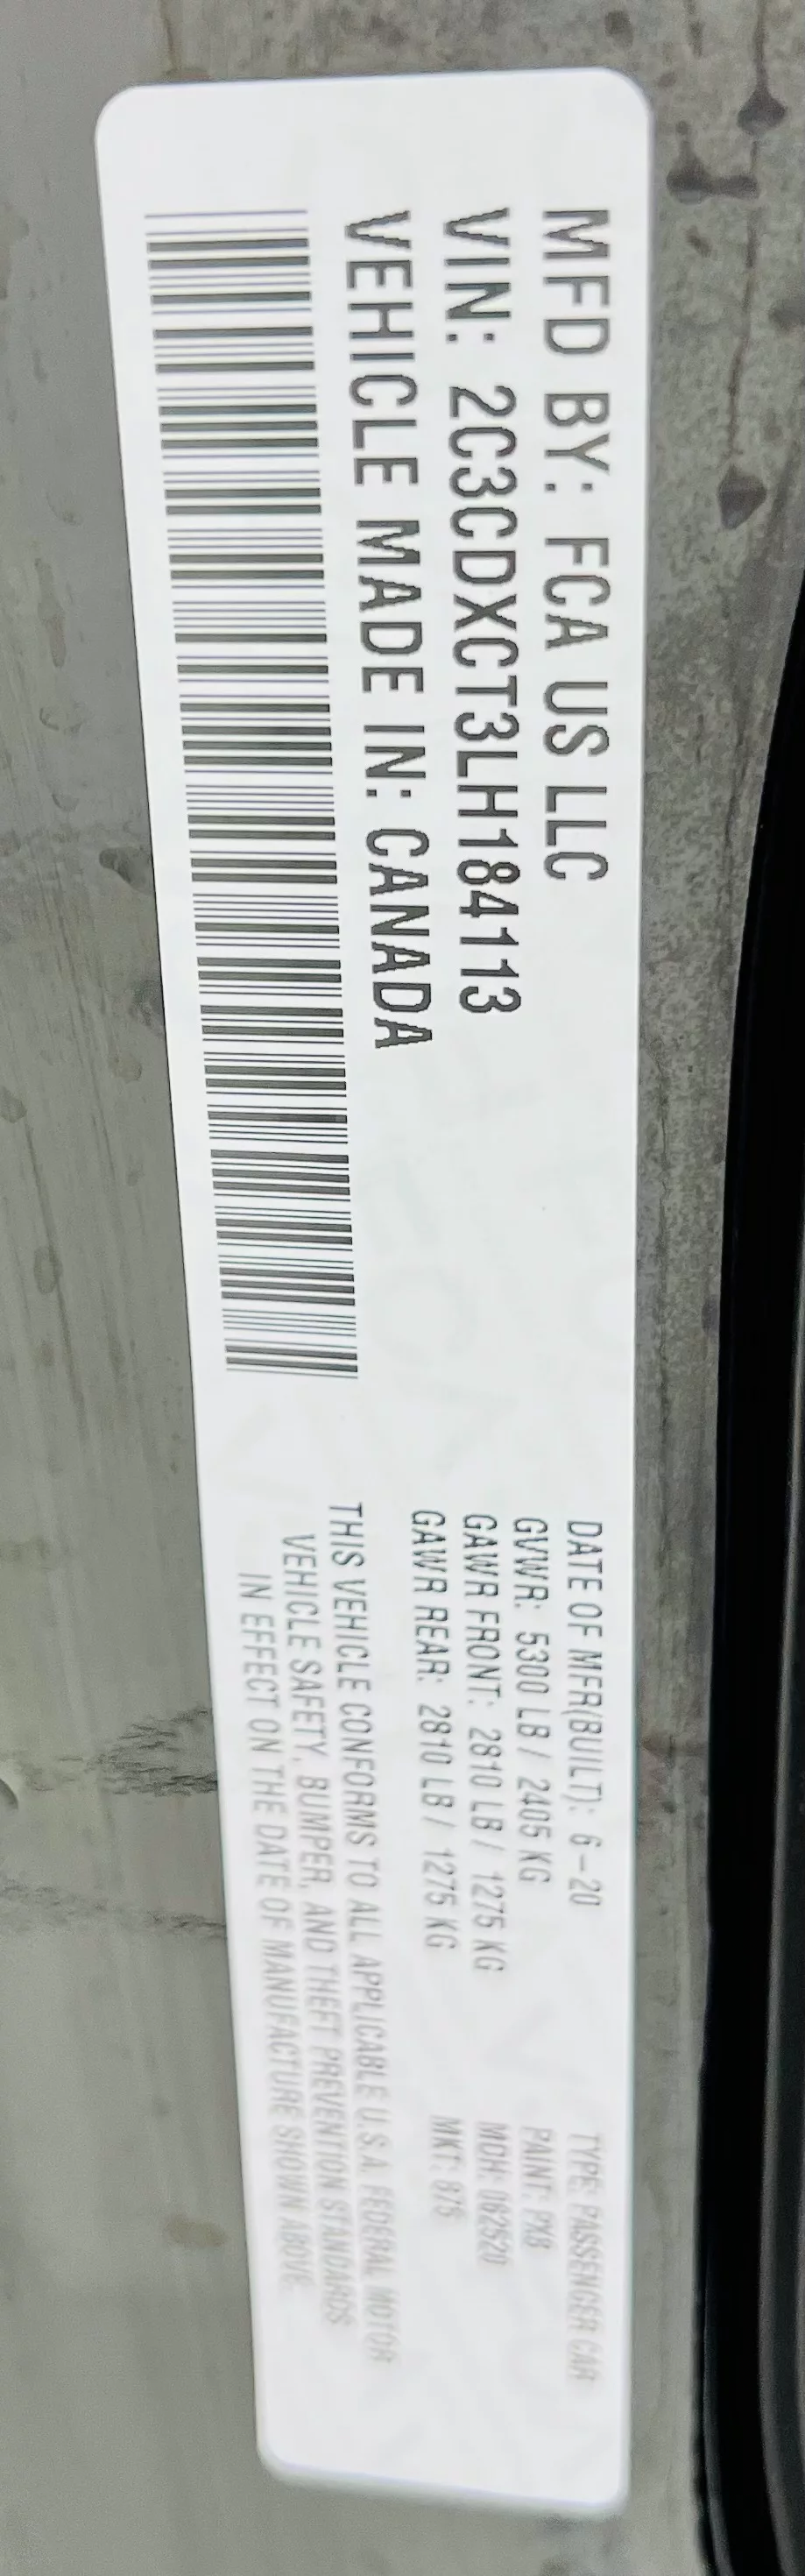 MFD BY: FCA US LLC
VIN: 2C3CDXCT3LH184113
VEHICLE MADE IN: CANADA
DATE OF MFR(BUILT): 6-20
GVWR: 5300 LB / 2405 KG
GAWR FRONT: 2810 LB / 1275 KG
GAWR REAR: 2810 LB / 1275 KG
TYPE: PASSENGER CAR
PAINT: PX8
MDH: 062520
MKT:
THIS VEHICLE CONFORMS TO ALL APPLICABLE U.S.A. FEDERAL MOTOR
VEHICLE SAFETY, BUMPER, AND THEFT PREVENTION STANDARDS
IN EFFECT ON THE DATE OF MANUFACTURE SHOWN ABOVE.